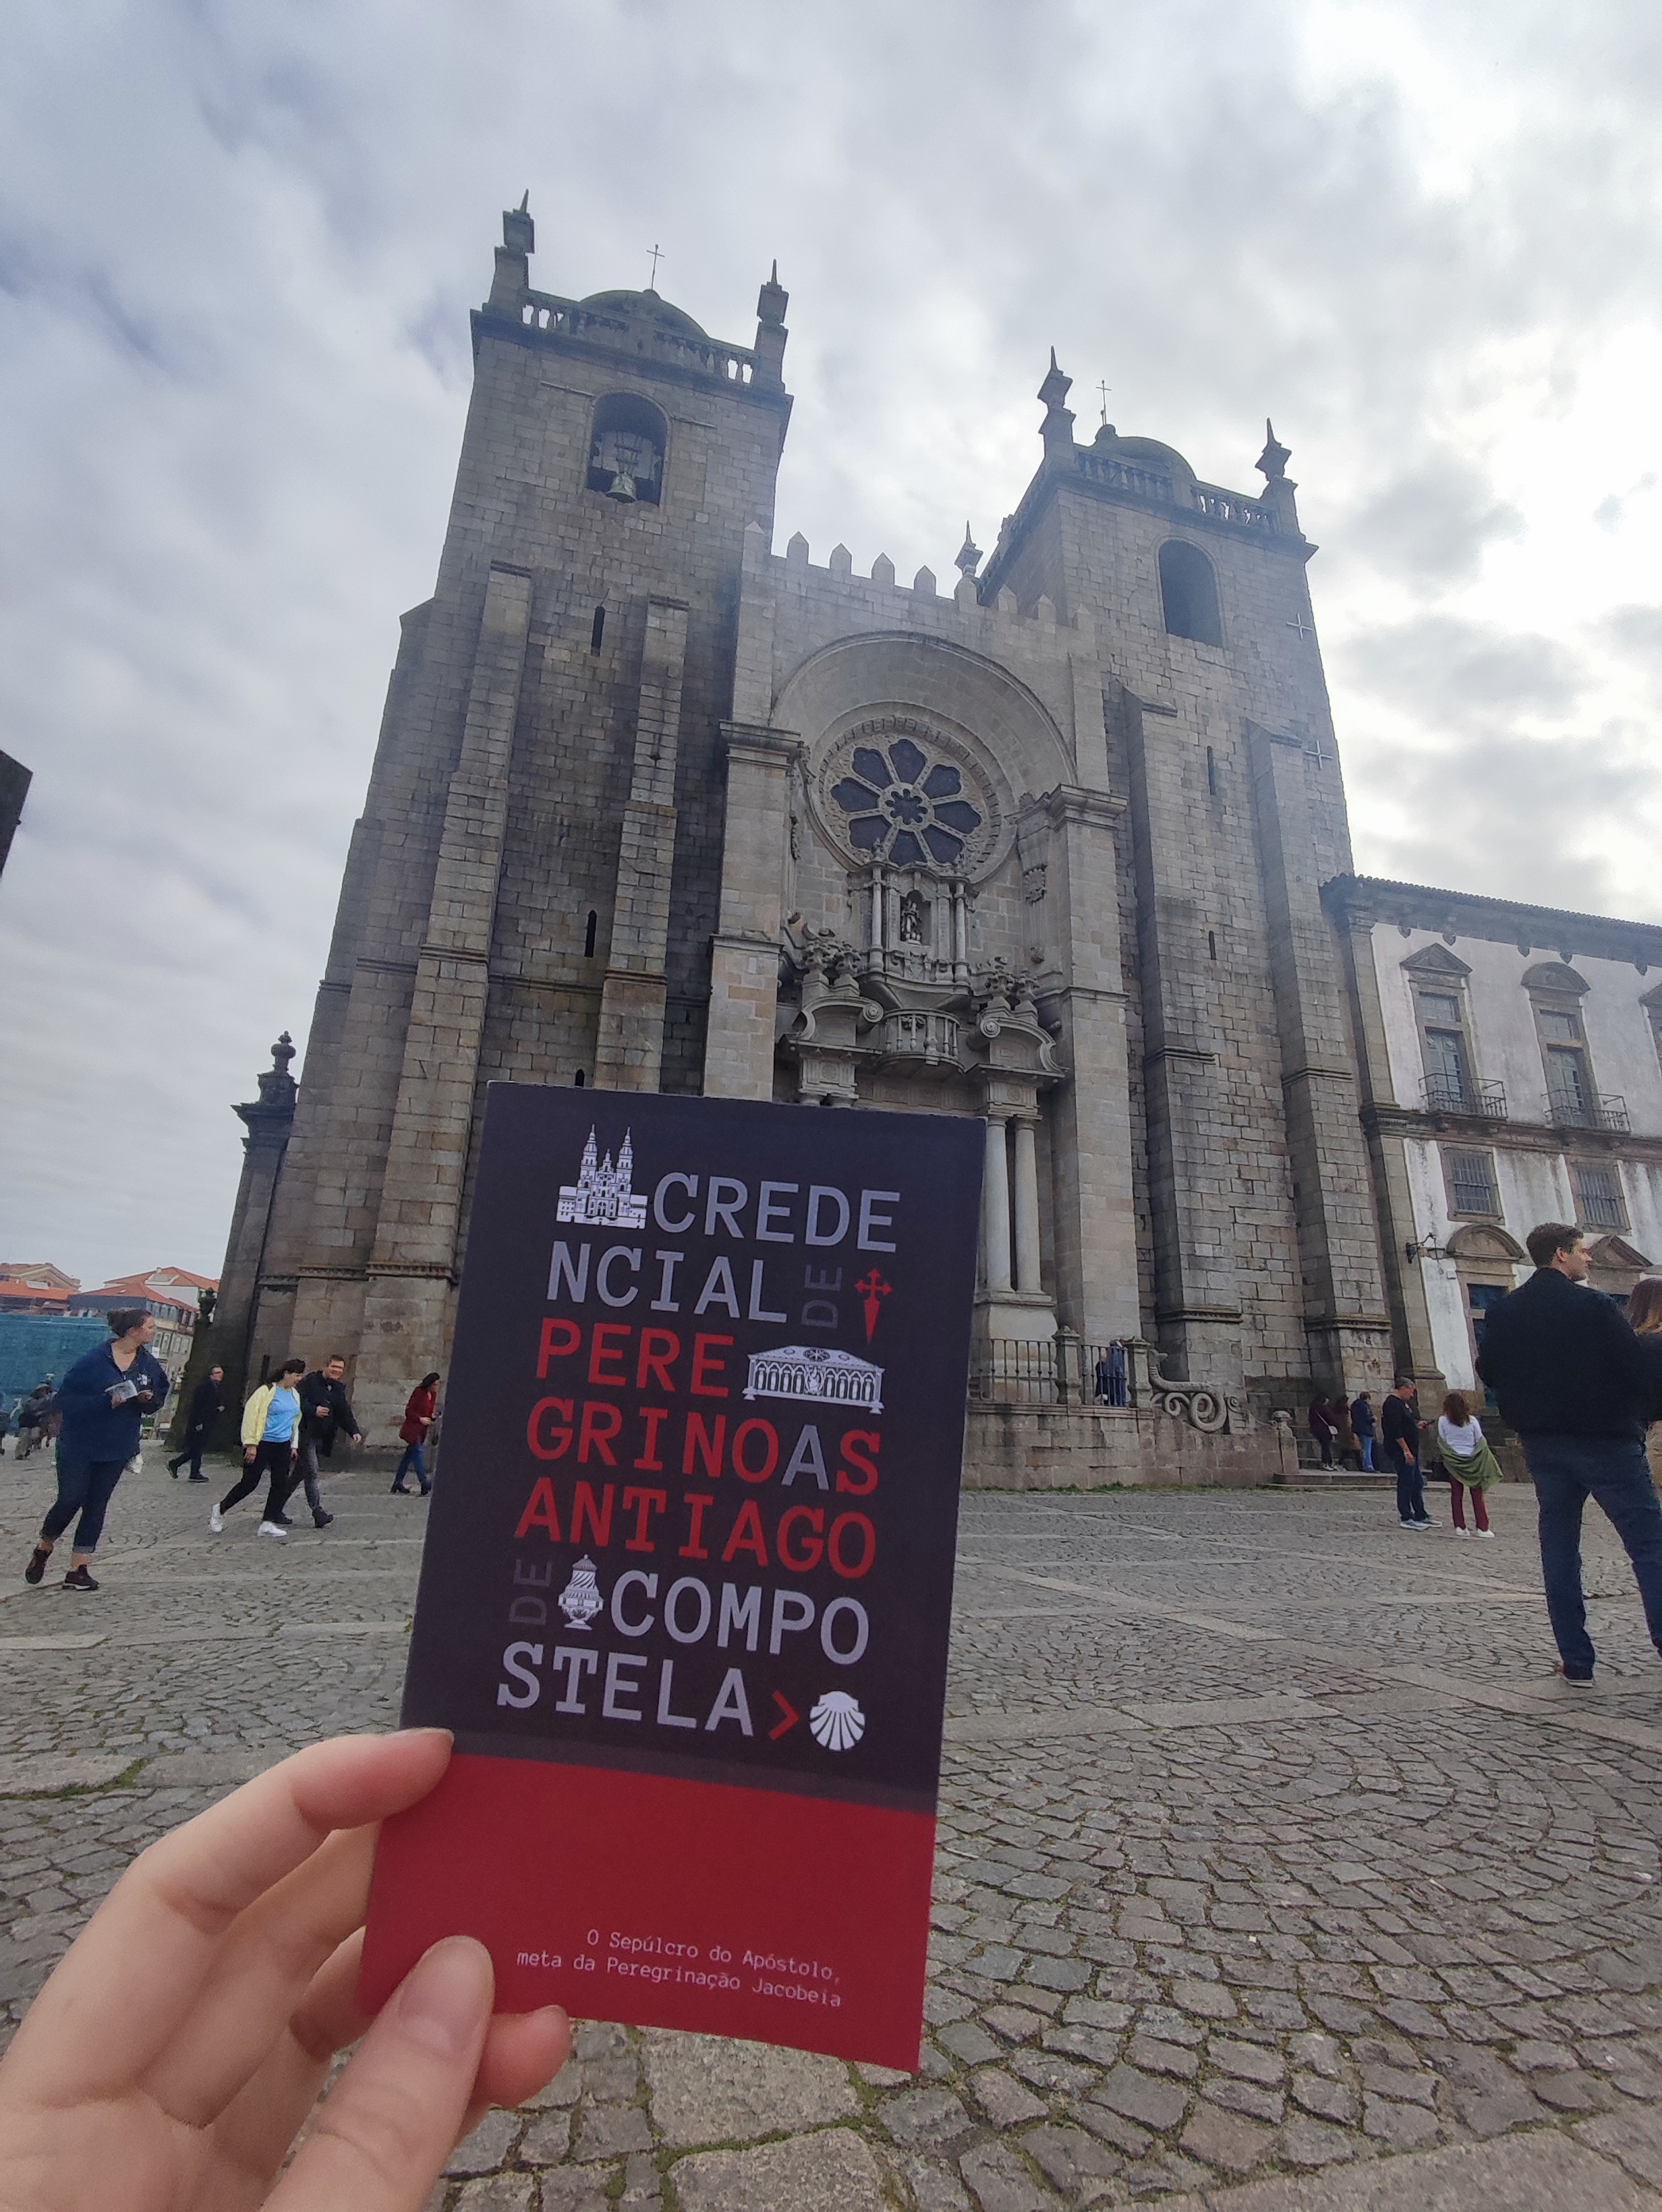 CREDE
NCIAL DE
PERE
GRINOAS
ANTIAGO
DE COMPO
STELA>
O Sepúlcro do Apóstolo,
meta da Peregrinação Jacobeia